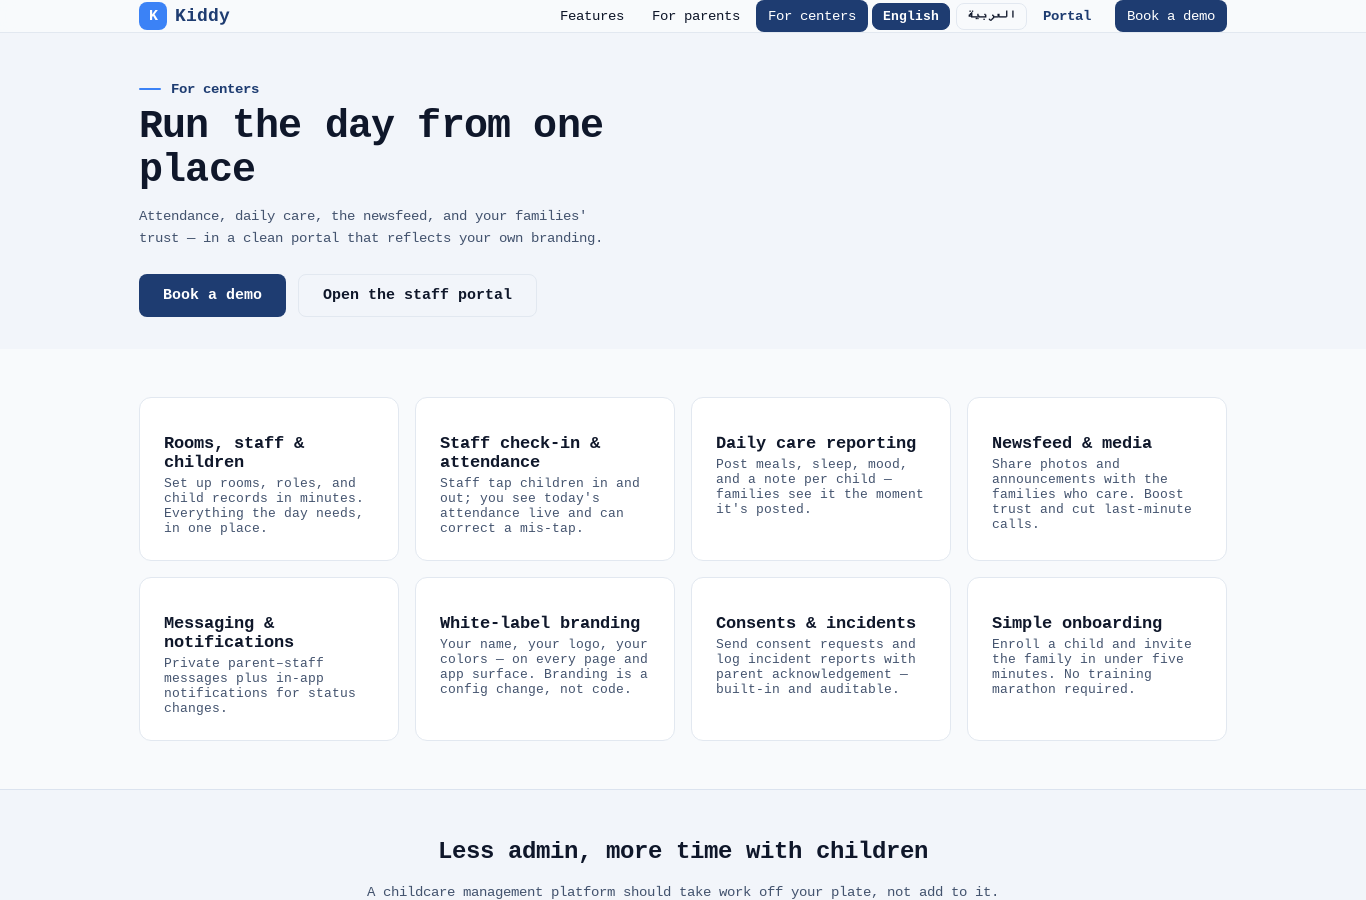 K Kiddy
Features For parents For centers English العربية Portal Book a demo
For centers
Run the day from one
place
Attendance, daily care, the newsfeed, and your families'
trust — in a clean portal that reflects your own branding.
Book a demo Open the staff portal
Rooms, staff &
children
Set up rooms, roles, and
child records in minutes.
Everything the day needs,
in one place.
Staff check-in &
attendance
Staff tap children in and
out; you see today's
attendance live and can
correct a mis-tap.
Daily care reporting
Post meals, sleep, mood,
and a note per child —
families see it the moment
it's posted.
Newsfeed & media
Share photos and
announcements with the
families who care. Boost
trust and cut last-minute
calls.
Messaging &
notifications
Private parent–staff
messages plus in-app
notifications for status
changes.
White-label branding
Your name, your logo, your
colors — on every page and
app surface. Branding is a
config change, not code.
Consents & incidents
Send consent requests and
log incident reports with
parent acknowledgement —
built-in and auditable.
Simple onboarding
Enroll a child and invite
the family in under five
minutes. No training
marathon required.
Less admin, more time with children
A childcare management platform should take work off your plate, not add to it.